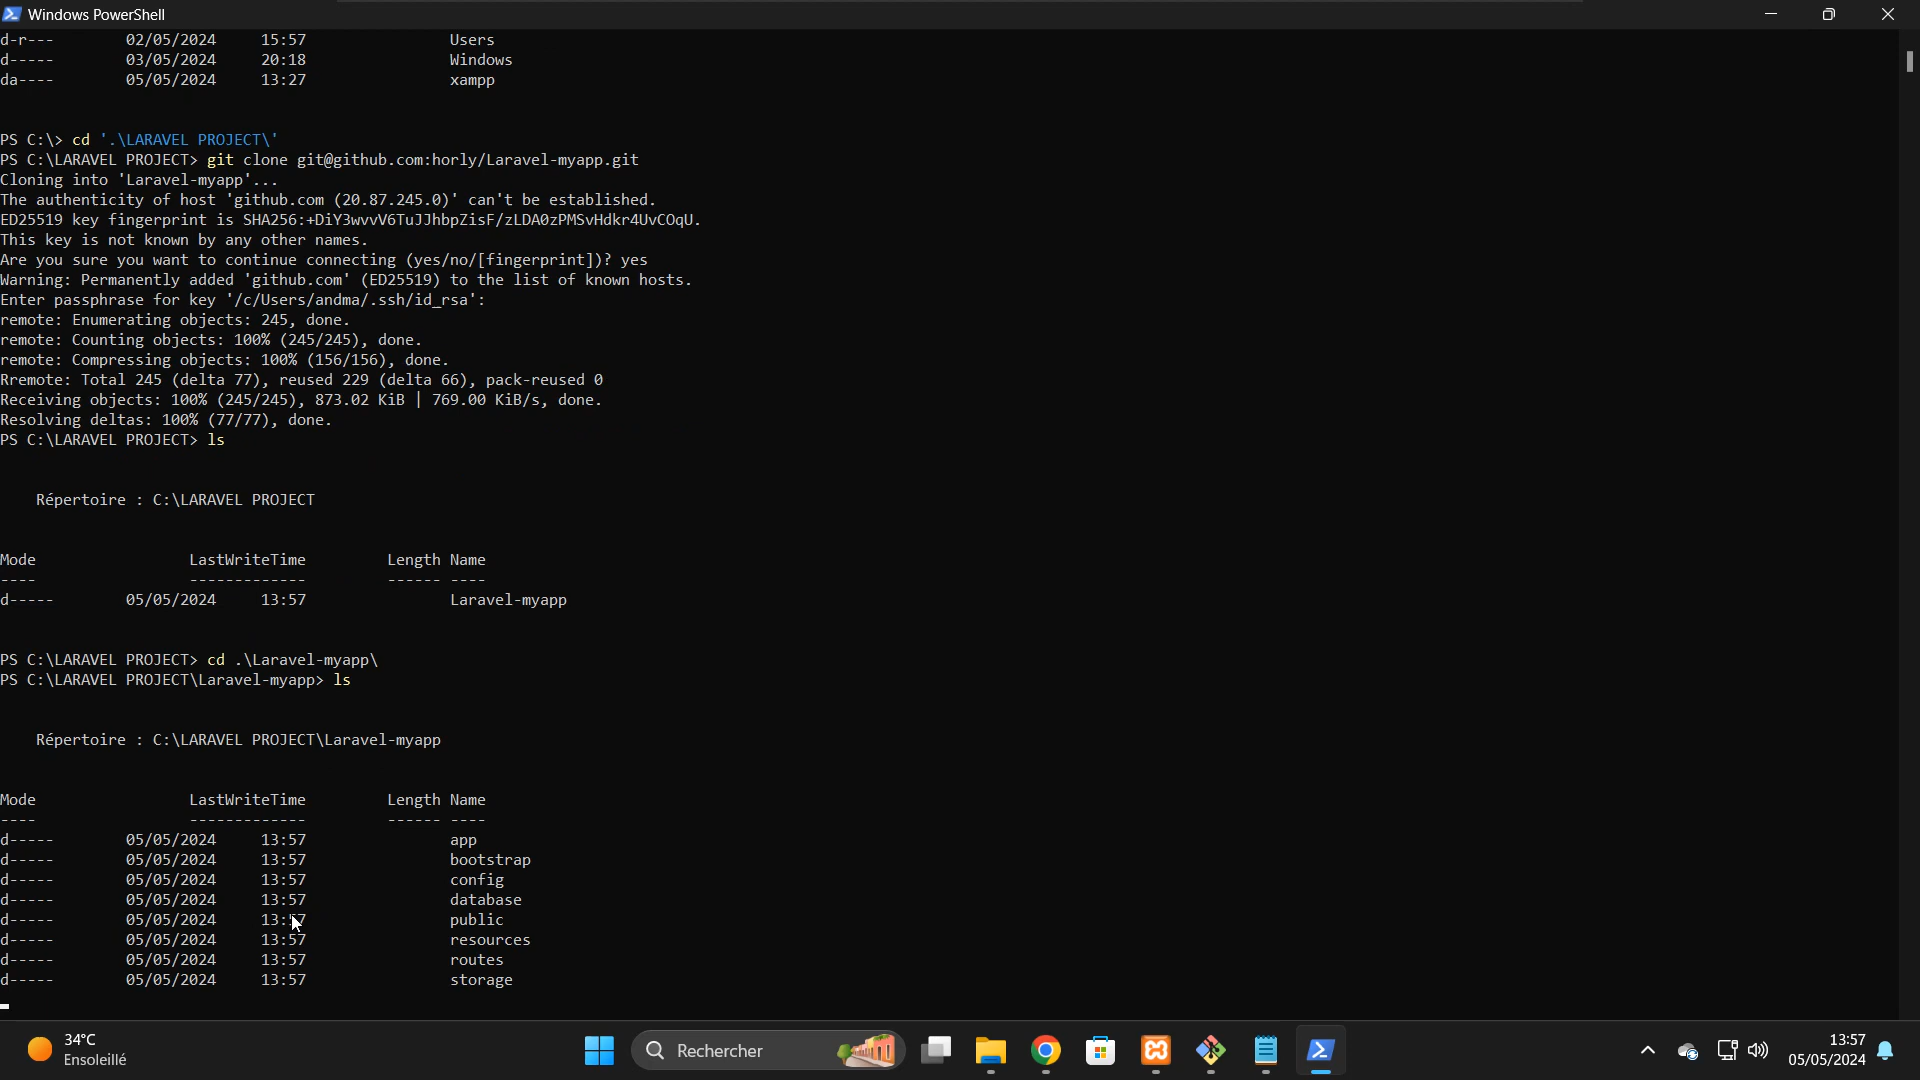 Windows PowerShell
d-r---        02/05/2024     15:57                Users
d-----        03/05/2024     20:18                Windows
da----        05/05/2024     13:27                xampp
PS C:\> cd '.\LARAVEL PROJECT\'
PS C:\LARAVEL PROJECT> git clone git@github.com:horly/Laravel-myapp.git
Cloning into 'Laravel-myapp'...
The authenticity of host 'github.com (20.87.245.0)' can't be established.
ED25519 key fingerprint is SHA256:+DiY3wvvV6TuJJhbpZisF/zLDA0zPMSvHdkr4UvCOqU.
This key is not known by any other names.
Are you sure you want to continue connecting (yes/no/[fingerprint])? yes
Warning: Permanently added 'github.com' (ED25519) to the list of known hosts.
Enter passphrase for key '/c/Users/andma/.ssh/id_rsa':
remote: Enumerating objects: 245, done.
remote: Counting objects: 100% (245/245), done.
remote: Compressing objects: 100% (156/156), done.
Rremote: Total 245 (delta 77), reused 229 (delta 66), pack-reused 0
Receiving objects: 100% (245/245), 873.02 KiB | 769.00 KiB/s, done.
Resolving deltas: 100% (77/77), done.
PS C:\LARAVEL PROJECT> ls
Répertoire : C:\LARAVEL PROJECT
Mode                 LastWriteTime         Length Name
----                 -------------         ------ ----
d-----        05/05/2024     13:57                Laravel-myapp
PS C:\LARAVEL PROJECT> cd .\Laravel-myapp\
PS C:\LARAVEL PROJECT\Laravel-myapp> ls
Répertoire : C:\LARAVEL PROJECT\Laravel-myapp
Mode                 LastWriteTime         Length Name
----                 -------------         ------ ----
d-----        05/05/2024     13:57                app
d-----        05/05/2024     13:57                bootstrap
d-----        05/05/2024     13:57                config
d-----        05/05/2024     13:57                database
d-----        05/05/2024     13:57                public
d-----        05/05/2024     13:57                resources
d-----        05/05/2024     13:57                routes
d-----        05/05/2024     13:57                storage
34°C
Ensoleillé
Rechercher
13:57
05/05/2024